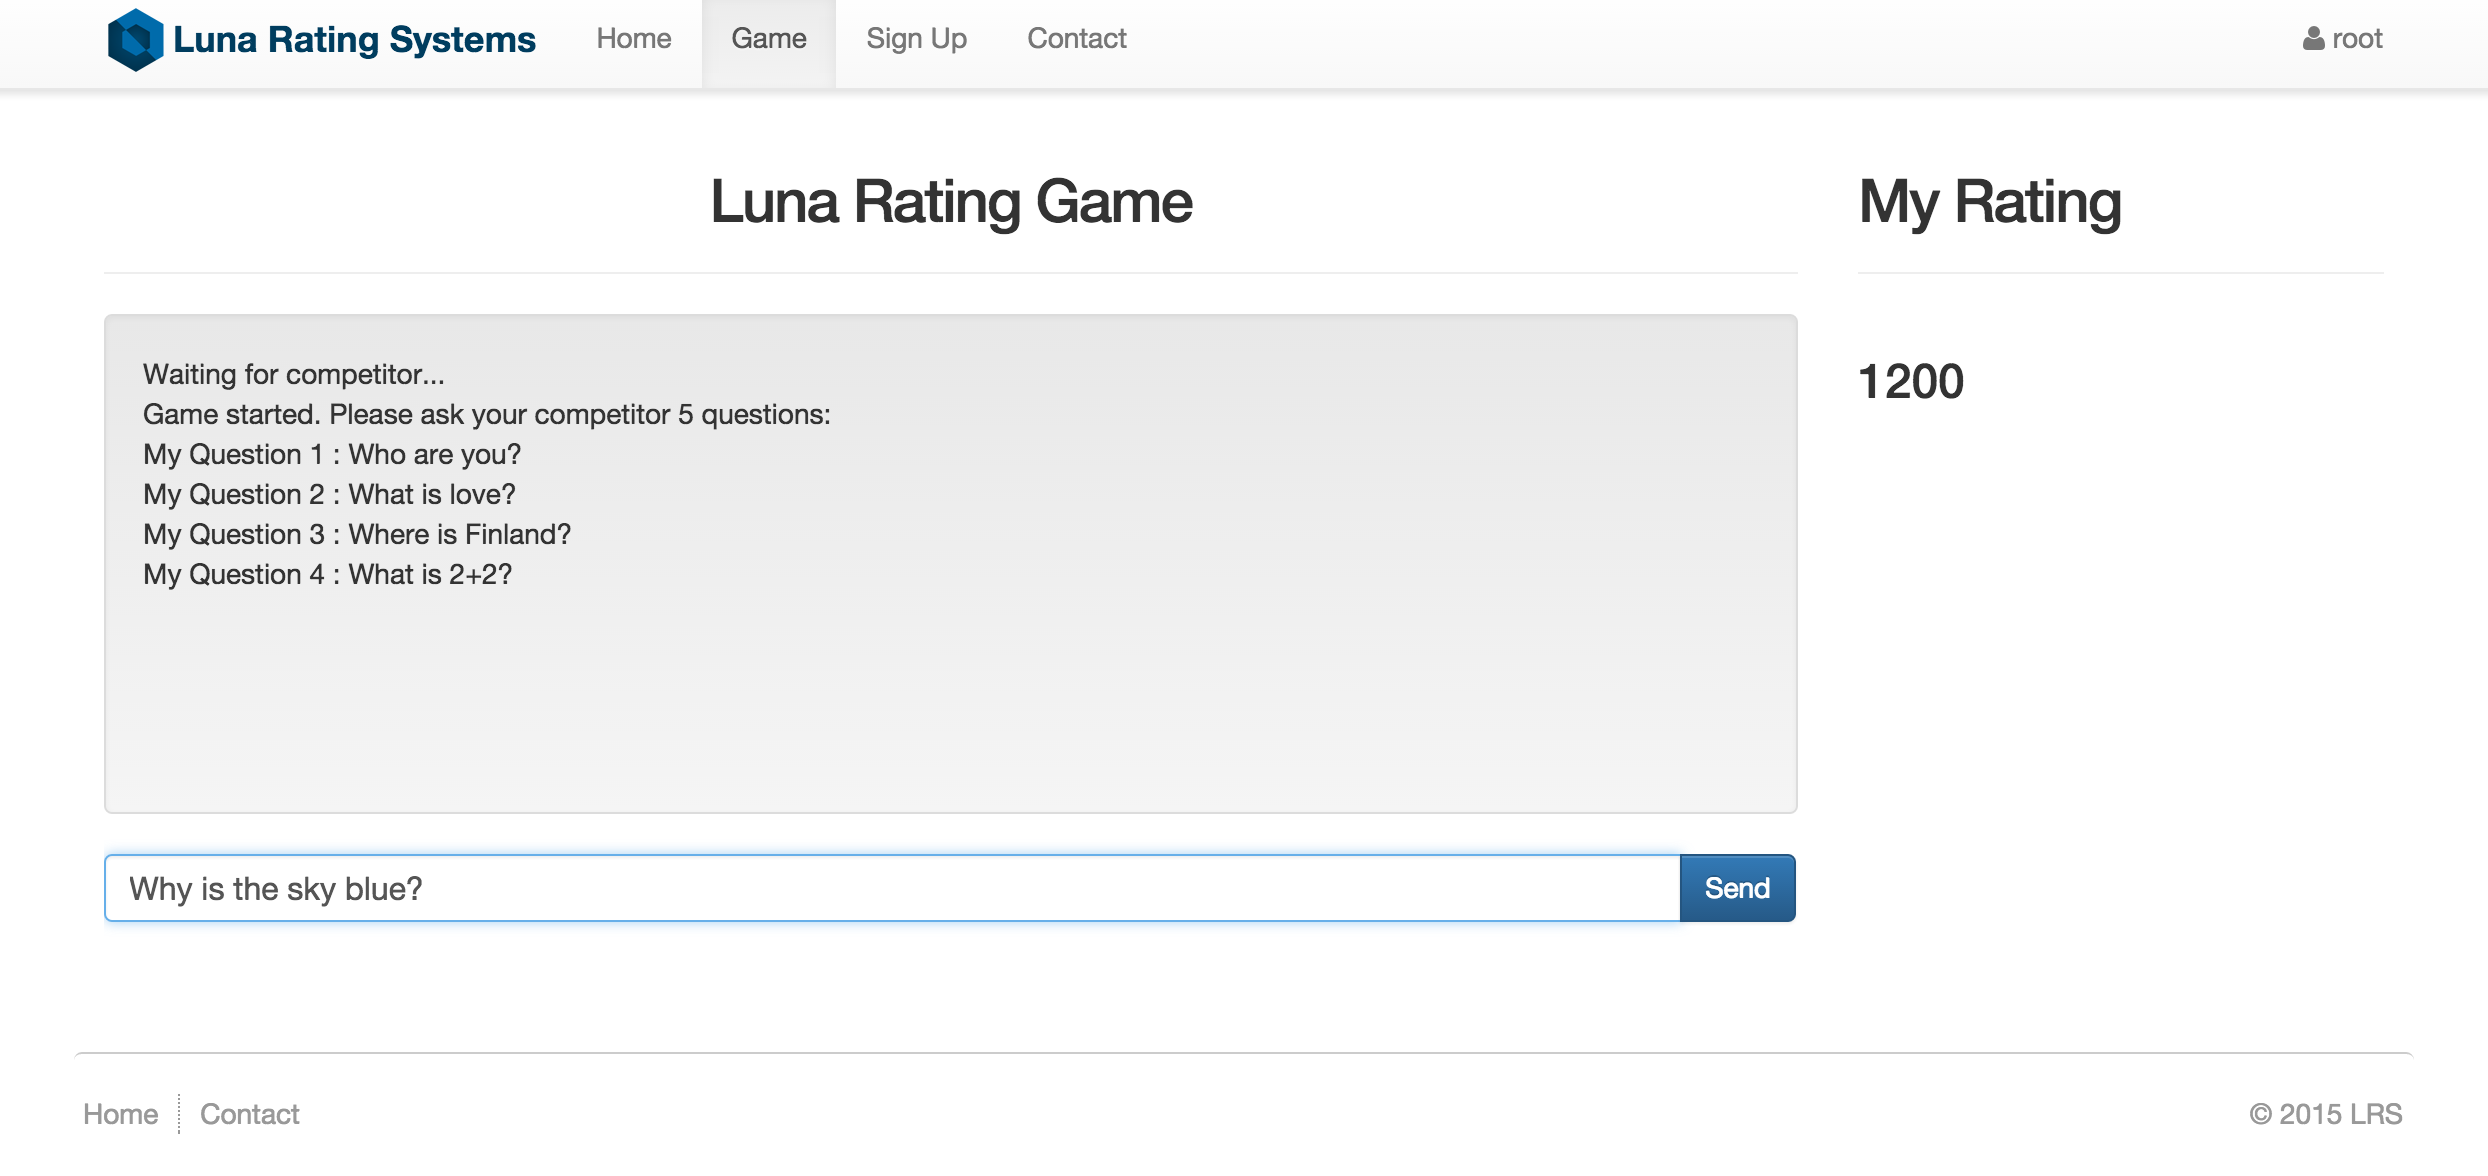 Luna Rating Systems Home Game Sign Up Contact root
Luna Rating Game
My Rating
Waiting for competitor...
Game started. Please ask your competitor 5 questions:
My Question 1 : Who are you?
My Question 2 : What is love?
My Question 3 : Where is Finland?
My Question 4 : What is 2+2?
1200
Why is the sky blue? Send
Home Contact © 2015 LRS